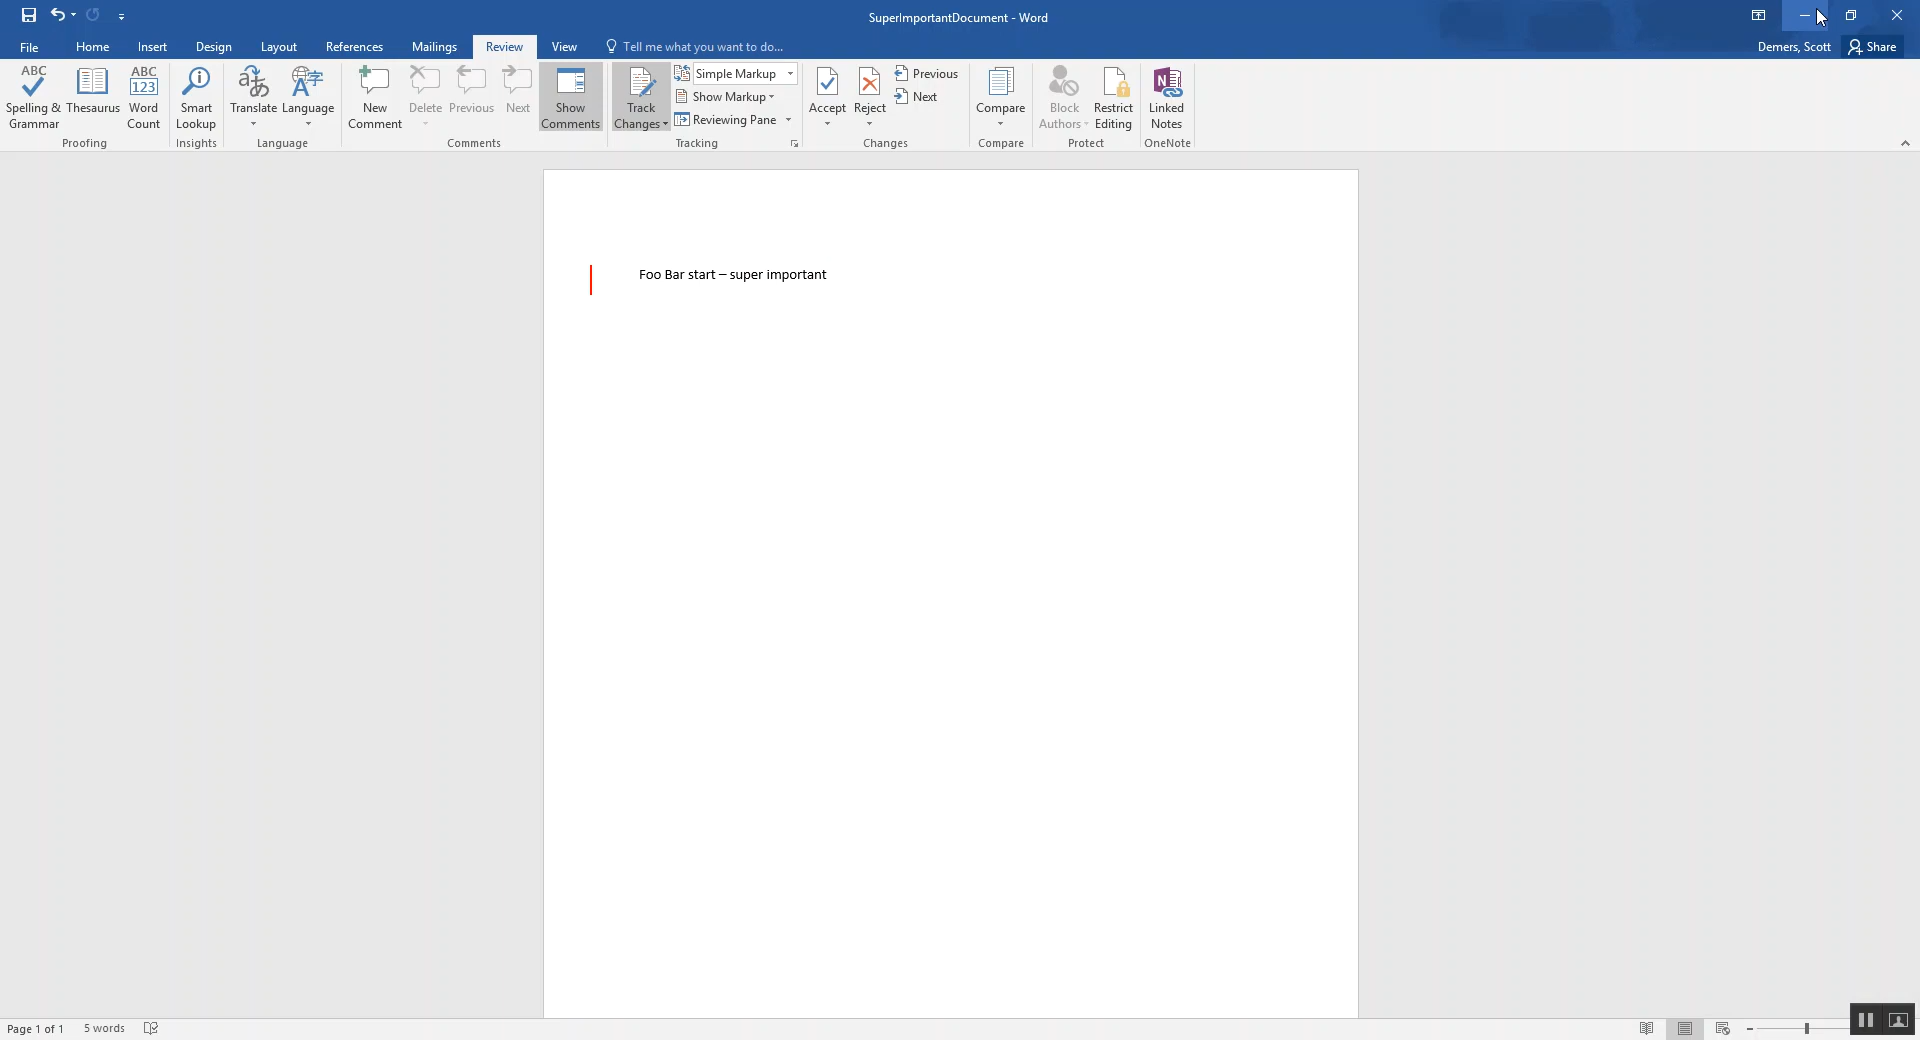 SuperImportantDocument - Word
File Home Insert Design Layout References Mailings Review View Tell me what you want to do... Demers, Scott Share
ABC Spelling & Grammar
Thesaurus
ABC 123 Word Count
Proofing
Smart Lookup
Insights
Translate
Language
Language
New Comment
Delete
Previous
Next
Show Comments
Comments
Track Changes
Simple Markup
Show Markup
Reviewing Pane
Tracking
Accept
Reject
Previous
Next
Changes
Compare
Compare
Block Authors
Restrict Editing
Protect
Linked Notes
OneNote
Foo Bar start – super important
Page 1 of 1 5 words